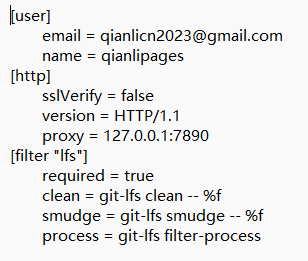 [user]
email = qianlicn2023@gmail.com
name = qianlipages
[http]
sslVerify = false
version = HTTP/1.1
proxy = 127.0.0.1:7890
[filter "lfs"]
required = true
clean = git-lfs clean -- %f
smudge = git-lfs smudge -- %f
process = git-lfs filter-process